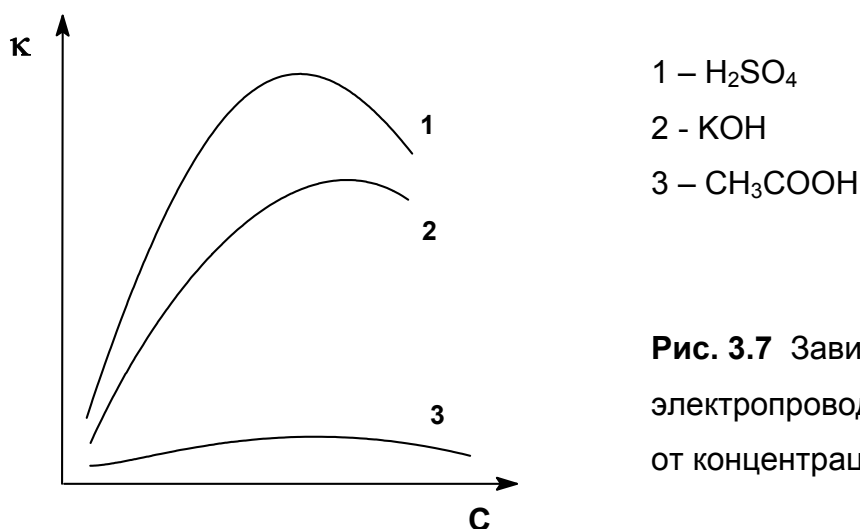 κ
1
2
3
C
1 – H₂SO₄
2 - KOH
3 – CH₃COOH
Рис. 3.7 Зави
электропровод
от концентрац